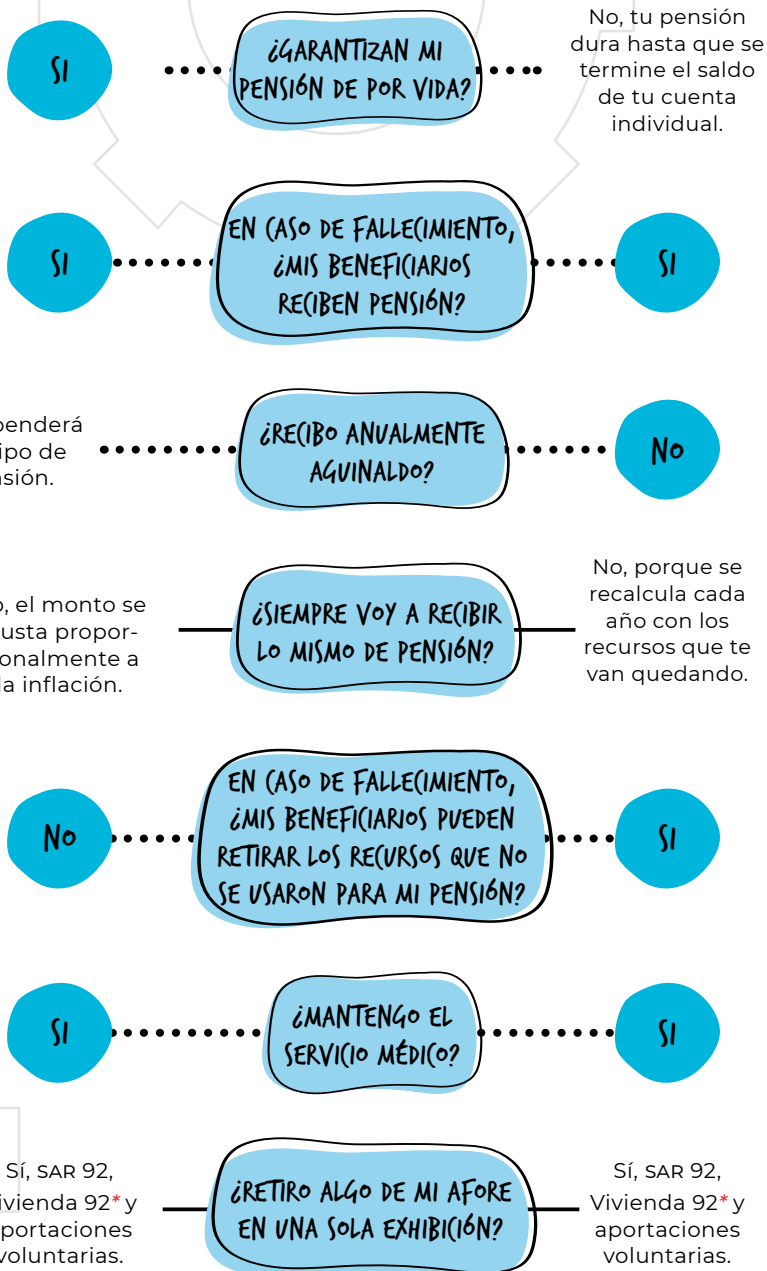 SI
¿GARANTIZAN MI
PENSIÓN DE POR VIDA?
No, tu pensión
dura hasta que se
termine el saldo
de tu cuenta
individual.
SI
EN CASO DE FALLECIMIENTO,
¿MIS BENEFICIARIOS
RECIBEN PENSIÓN?
SI
¿RECIBO ANUALMENTE
AGUINALDO?
NO
el monto se
inflación.
¿SIEMPRE VOY A RECIBIR
LO MISMO DE PENSIÓN?
No, porque se
recalcula cada
año con los
recursos que te
van quedando.
NO
EN CASO DE FALLECIMIENTO,
¿MIS BENEFICIARIOS PUEDEN
RETIRAR LOS RECURSOS QUE NO
SE USARON PARA MI PENSIÓN?
SI
SI
¿MANTENGO EL
SERVICIO MÉDICO?
SI
Sí, SAR 92,
92* y
¿RETIRO ALGO DE MI AFORE
EN UNA SOLA EXHIBICIÓN?
Sí, SAR 92,
Vivienda 92* y
aportaciones
voluntarias.